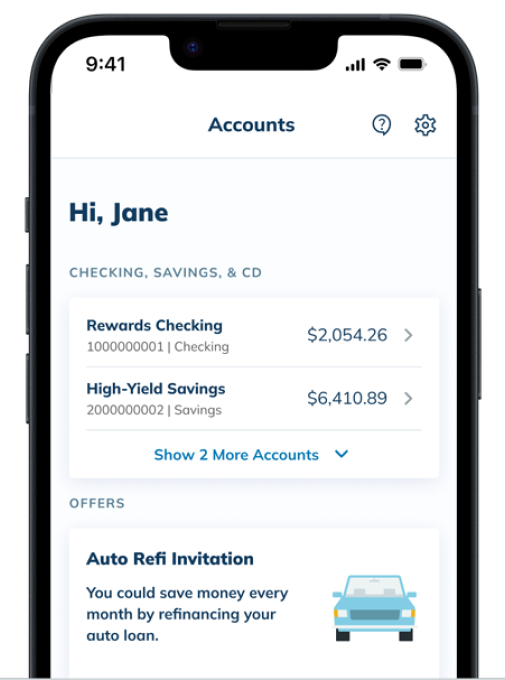 9:41
Accounts
Hi, Jane
CHECKING, SAVINGS, & CD
Rewards Checking
$2,054.26
1000000001 | Checking
High-Yield Savings
$6,410.89
2000000002 | Savings
Show 2 More Accounts
OFFERS
Auto Refi Invitation
You could save money every
month by refinancing your
auto loan.